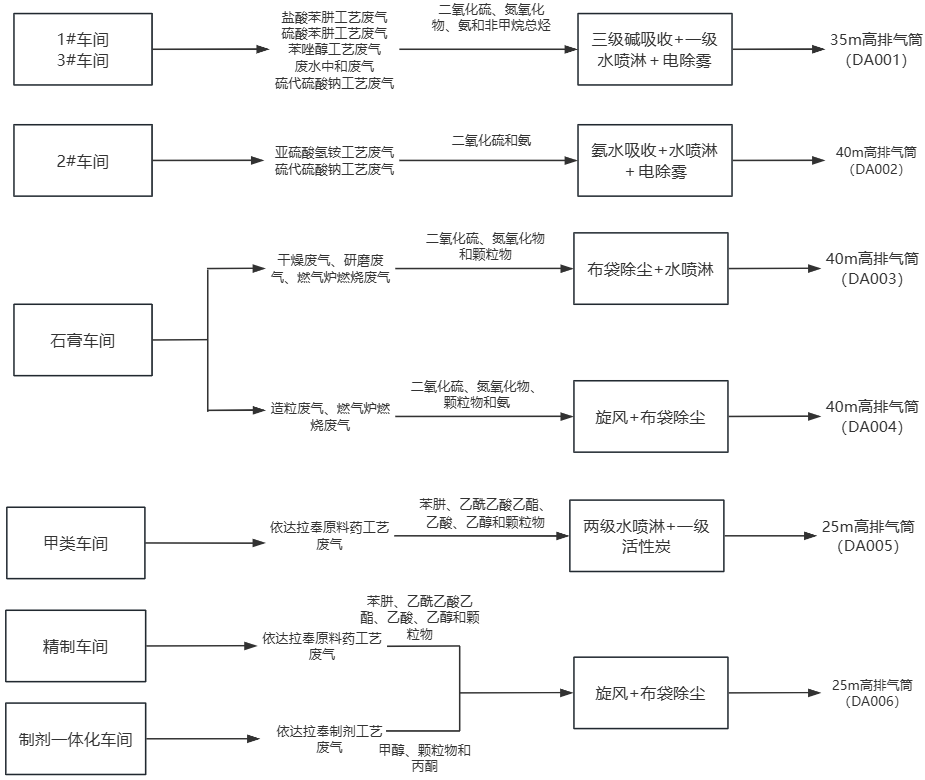 1#车间
3#车间
盐酸苯肼工艺废气
硫酸苯肼工艺废气
苯唑醇工艺废气
废水中和废气
硫代硫酸钠工艺废气
二氧化硫、氮氧化
物、氨和非甲烷总烃
三级碱吸收+一级
水喷淋+电除雾
35m高排气筒
（DA001）
2#车间
亚硫酸氢铵工艺废气
硫代硫酸钠工艺废气
二氧化硫和氨
氨水吸收+水喷淋
+电除雾
40m高排气筒
（DA002）
石膏车间
干燥废气、研磨废
气、燃气炉燃烧废气
二氧化硫、氮氧化物
和颗粒物
布袋除尘+水喷淋
40m高排气筒
（DA003）
造粒废气、燃气炉燃
烧废气
二氧化硫、氮氧化物、
颗粒物和氨
旋风+布袋除尘
40m高排气筒
（DA004）
甲类车间
依达拉奉原料药工艺
废气
苯肼、乙酰乙酸乙酯、
乙酸、乙醇和颗粒物
两级水喷淋+一级
活性炭
25m高排气筒
（DA005）
精制车间
依达拉奉原料药工艺
废气
苯肼、乙酰乙酸乙
酯、乙酸、乙醇和颗
粒物
制剂一体化车间
依达拉奉制剂工艺
废气
甲醇、颗粒物和
丙酮
旋风+布袋除尘
25m高排气筒
（DA006）